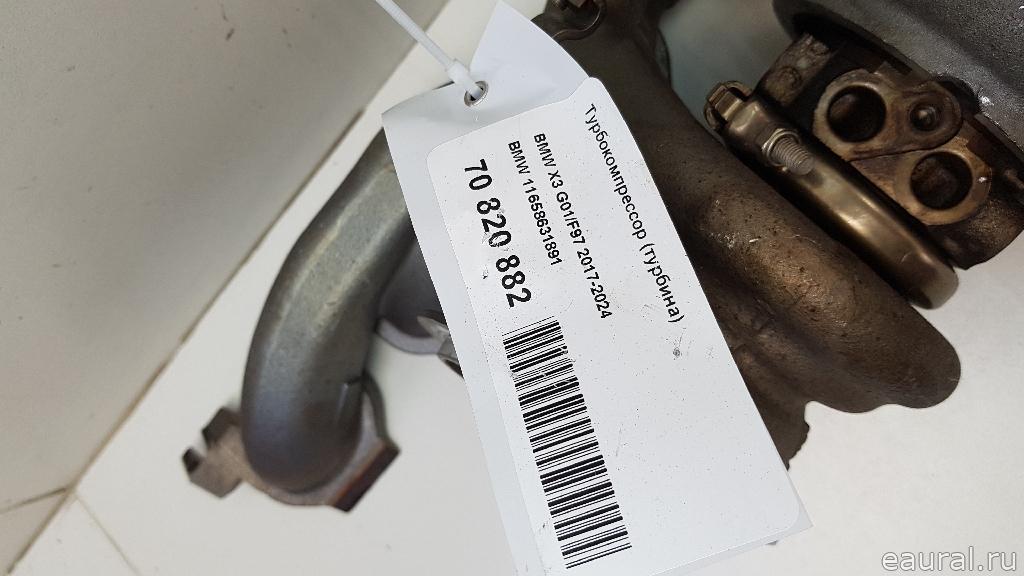 Турбокомпрессор (турбина)
BMW X3 G01/F97 2017-2024
BMW 11658631891
70 820 882
eaural.ru